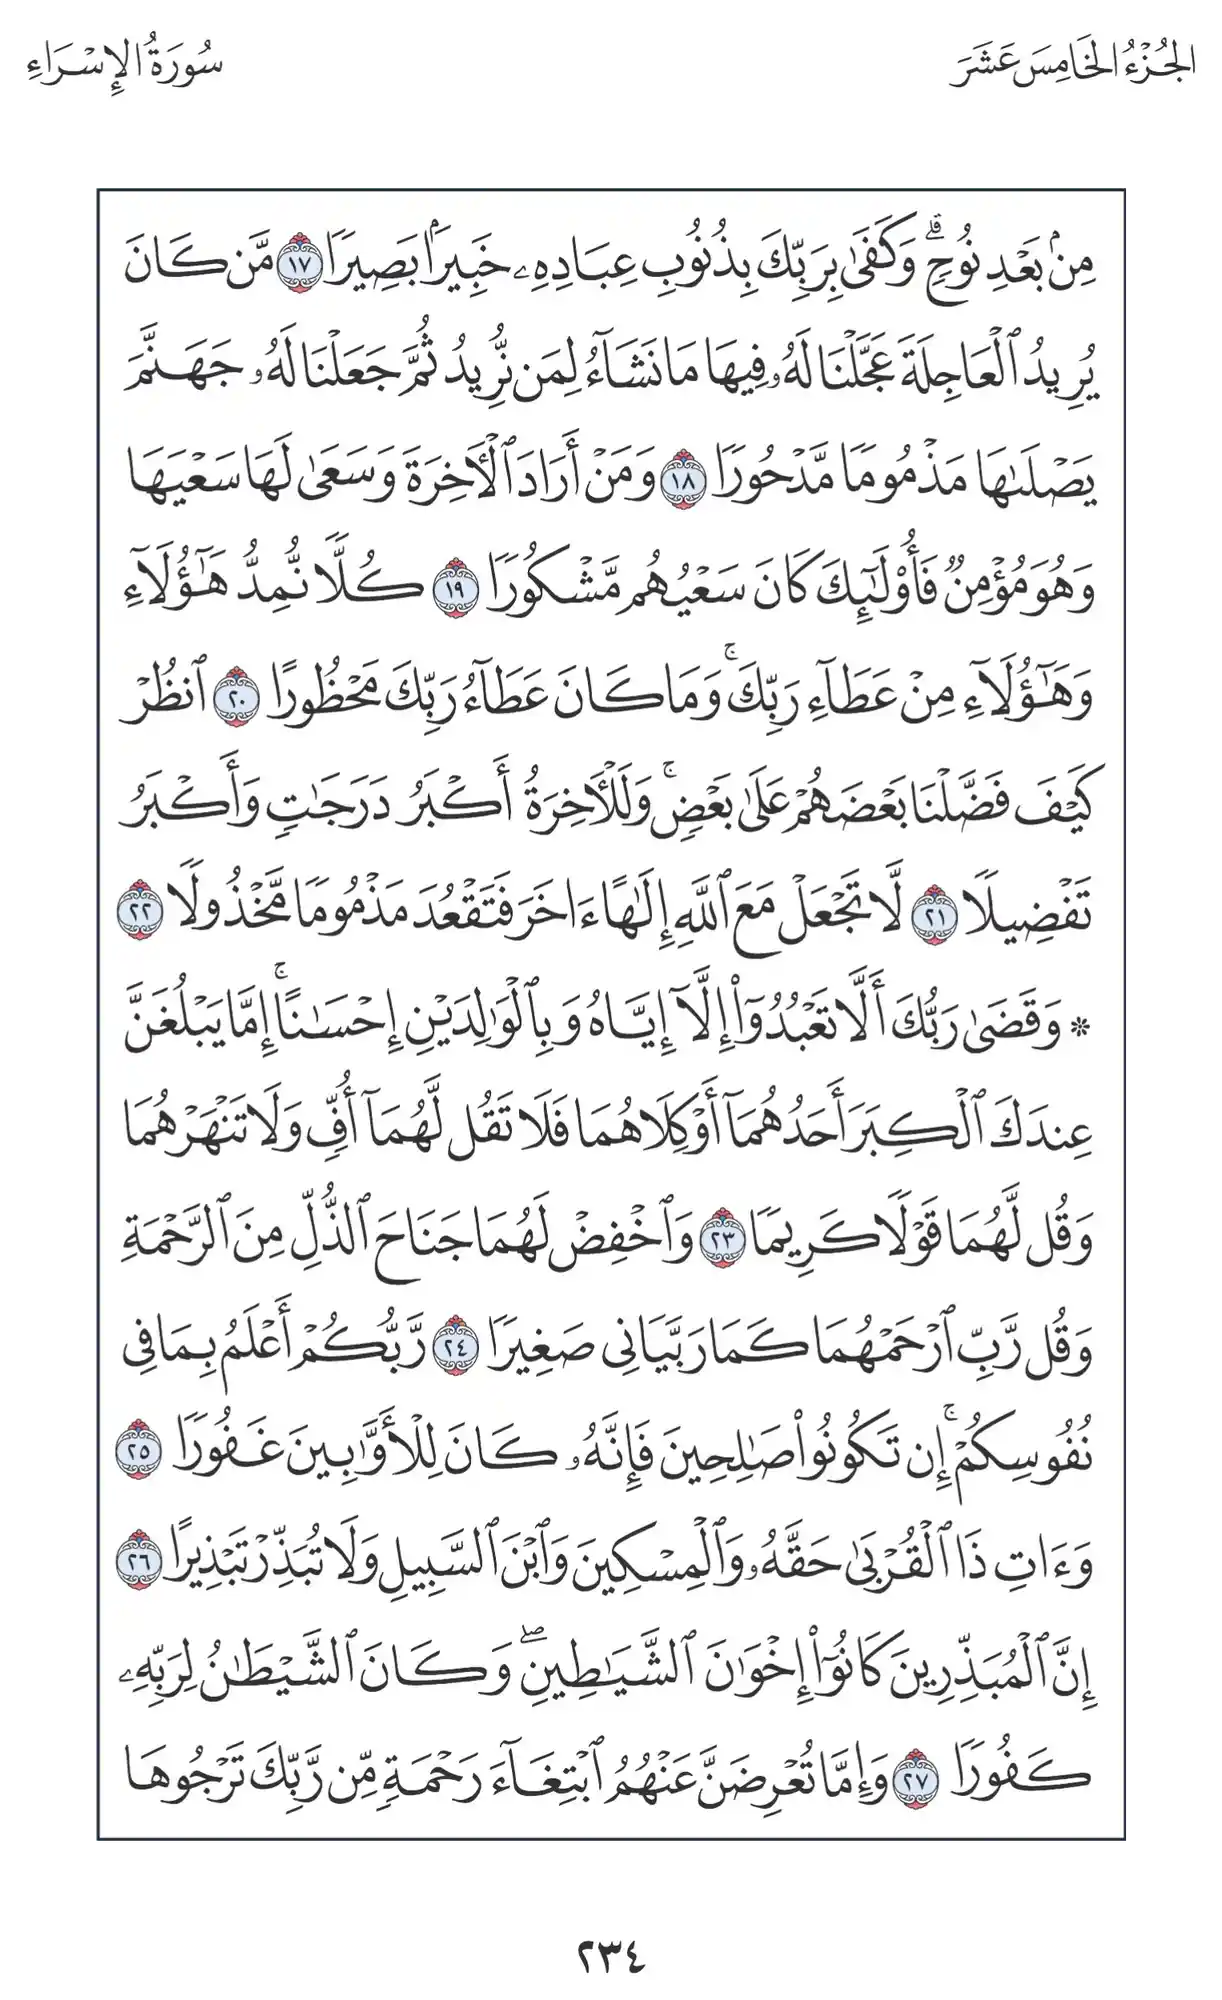 الجُزْءُ الخَامِسَ عَشَرَ
سُورَةُ الإِسْرَاءِ
مِنۢ بَعْدِ نُوحٍۗ وَكَفَىٰ بِرَبِّكَ بِذُنُوبِ عِبَادِهِۦ خَبِيرَۢا بَصِيرٗا ١٧ مَّن كَانَ
يُرِيدُ ٱلْعَاجِلَةَ عَجَّلْنَا لَهُۥ فِيهَا مَا نَشَآءُ لِمَن نُّرِيدُ ثُمَّ جَعَلْنَا لَهُۥ جَهَنَّمَ
يَصْلَىٰهَا مَذْمُومٗا مَّدْحُورٗا ١٨ وَمَنْ أَرَادَ ٱلْأٓخِرَةَ وَسَعَىٰ لَهَا سَعْيَهَا
وَهُوَ مُؤْمِنٞ فَأُوْلَٰٓئِكَ كَانَ سَعْيُهُم مَّشْكُورٗا ١٩ كُلّٗا نُّمِدُّ هَٰٓؤُلَآءِ
وَهَٰٓؤُلَآءِ مِنْ عَطَآءِ رَبِّكَۚ وَمَا كَانَ عَطَآءُ رَبِّكَ مَحْظُورًا ٢٠ ٱنظُرْ
كَيْفَ فَضَّلْنَا بَعْضَهُمْ عَلَىٰ بَعْضٖۚ وَلَلْأٓخِرَةُ أَكْبَرُ دَرَجَٰتٖ وَأَكْبَرُ
تَفْضِيلٗا ٢١ لَّا تَجْعَلْ مَعَ ٱللَّهِ إِلَٰهًا ءَاخَرَ فَتَقْعُدَ مَذْمُومٗا مَّخْذُولٗا ٢٢
* وَقَضَىٰ رَبُّكَ أَلَّا تَعْبُدُوٓاْ إِلَّآ إِيَّاهُ وَبِٱلْوَٰلِدَيْنِ إِحْسَٰنًاۚ إِمَّا يَبْلُغَنَّ
عِندَكَ ٱلْكِبَرَ أَحَدُهُمَآ أَوْ كِلَاهُمَا فَلَا تَقُل لَّهُمَآ أُفّٖ وَلَا تَنْهَرْهُمَا
وَقُل لَّهُمَا قَوْلٗا كَرِيمٗا ٢٣ وَٱخْفِضْ لَهُمَا جَنَاحَ ٱلذُّلِّ مِنَ ٱلرَّحْمَةِ
وَقُل رَّبِّ ٱرْحَمْهُمَا كَمَا رَبَّيَانِي صَغِيرٗا ٢٤ رَّبُّكُمْ أَعْلَمُ بِمَا فِي
نُفُوسِكُمْۚ إِن تَكُونُواْ صَٰلِحِينَ فَإِنَّهُۥ كَانَ لِلْأَوَّٰبِينَ غَفُورٗا ٢٥
وَءَاتِ ذَا ٱلْقُرْبَىٰ حَقَّهُۥ وَٱلْمِسْكِينَ وَٱبْنَ ٱلسَّبِيلِ وَلَا تُبَذِّرْ تَبْذِيرًا ٢٦
إِنَّ ٱلْمُبَذِّرِينَ كَانُوٓاْ إِخْوَٰنَ ٱلشَّيَٰطِينِۖ وَكَانَ ٱلشَّيْطَٰنُ لِرَبِّهِۦ
كَفُورٗا ٢٧ وَإِمَّا تُعْرِضَنَّ عَنْهُمُ ٱبْتِغَآءَ رَحْمَةٖ مِّن رَّبِّكَ تَرْجُوهَا
٢٣٤